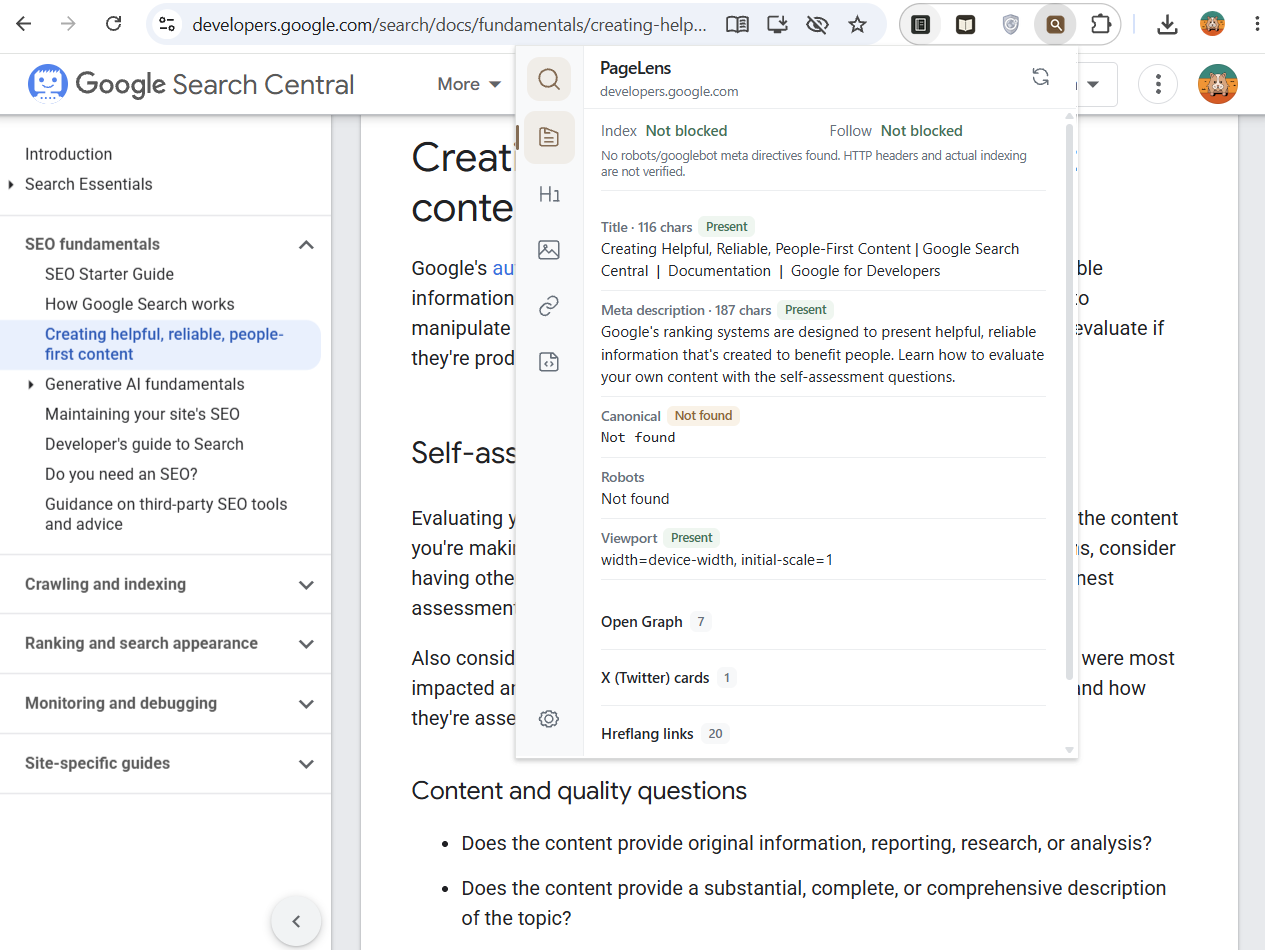 developers.google.com/search/docs/fundamentals/creating-help...
Google Search Central
More
Introduction
Search Essentials
SEO fundamentals
SEO Starter Guide
How Google Search works
Creating helpful, reliable, people-
first content
Generative AI fundamentals
Maintaining your site's SEO
Developer's guide to Search
Do you need an SEO?
Guidance on third-party SEO tools
and advice
Crawling and indexing
Ranking and search appearance
Monitoring and debugging
Site-specific guides
PageLens
developers.google.com
H1
Index Not blocked Follow Not blocked
No robots/googlebot meta directives found. HTTP headers and actual indexing
are not verified.
Title · 116 chars Present
Creating Helpful, Reliable, People-First Content | Google Search
Central | Documentation | Google for Developers
Meta description · 187 chars Present
Google's ranking systems are designed to present helpful, reliable
information that's created to benefit people. Learn how to evaluate
your own content with the self-assessment questions.
Canonical Not found
Not found
Robots
Not found
Viewport Present
width=device-width, initial-scale=1
Open Graph 7
X (Twitter) cards 1
Hreflang links 20
Creati
conte
Google's au ble
information to
manipulate evaluate if
they're prod
Self-ass
Evaluating y the content
you're makin s, consider
having othe nest
assessment
Also consid were most
impacted an nd how
they're asse
Content and quality questions
• Does the content provide original information, reporting, research, or analysis?
• Does the content provide a substantial, complete, or comprehensive description
of the topic?